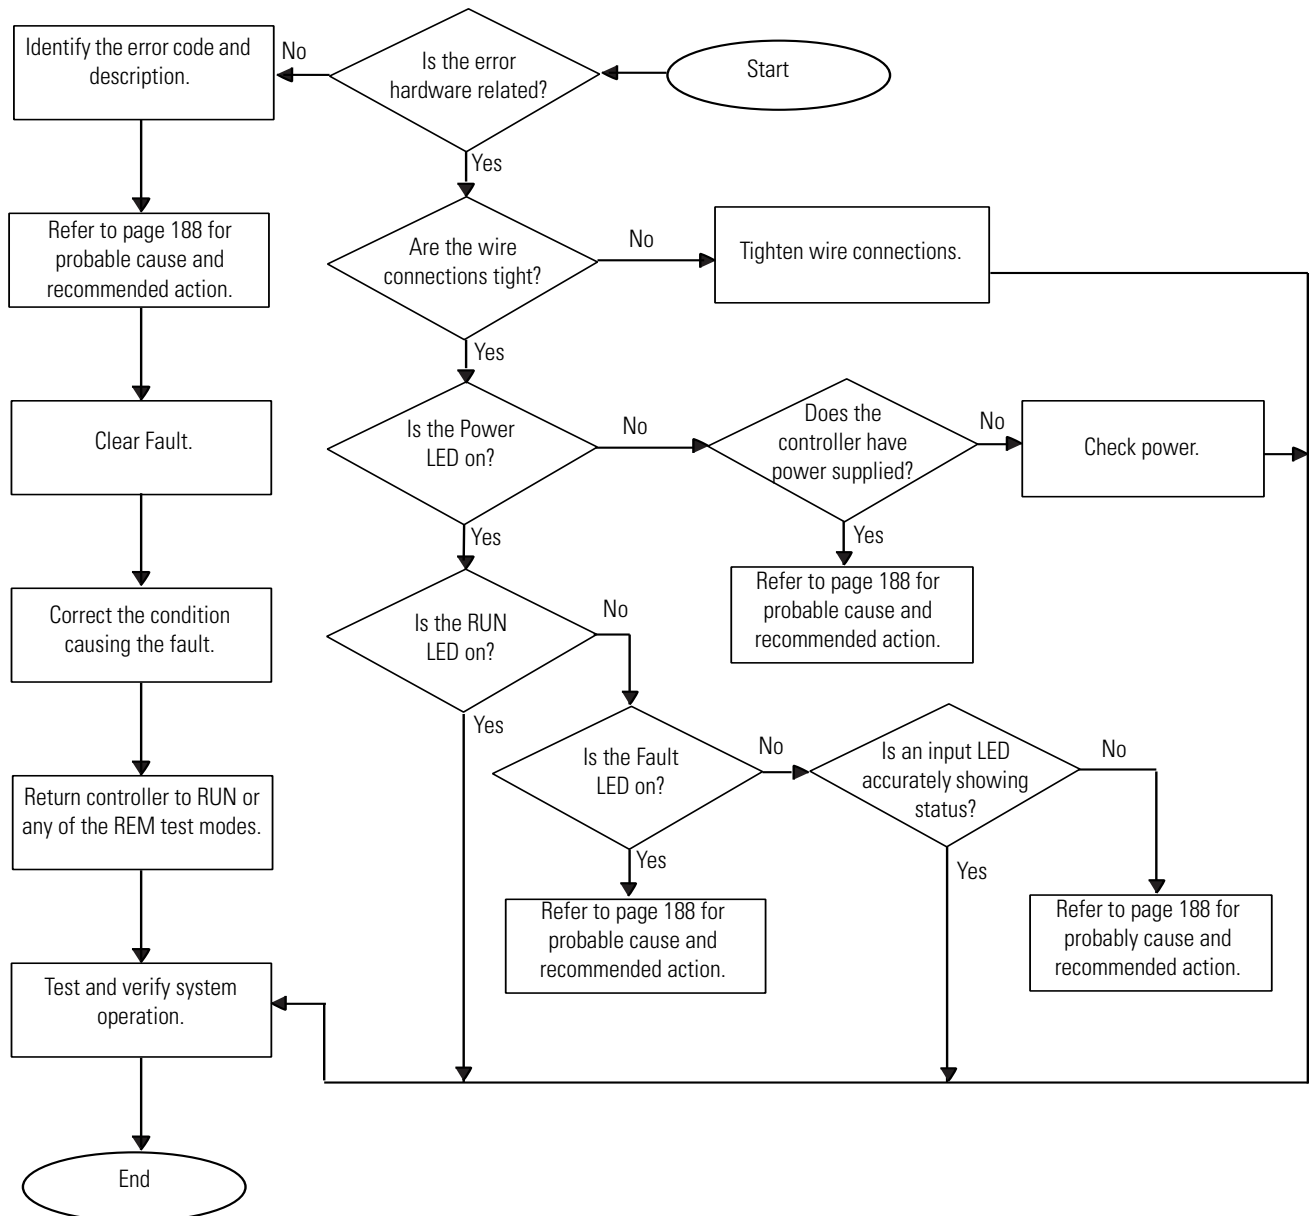 Start
Is the error
hardware related?
No
Identify the error code and
description.
Refer to page 188 for
probable cause and
recommended action.
Clear Fault.
Correct the condition
causing the fault.
Return controller to RUN or
any of the REM test modes.
Test and verify system
operation.
End
Yes
Are the wire
connections tight?
No
Tighten wire connections.
Yes
Is the Power
LED on?
No
Does the
controller have
power supplied?
No
Check power.
Yes
Refer to page 188 for
probable cause and
recommended action.
Yes
Is the RUN
LED on?
No
Yes
Is the Fault
LED on?
No
Is an input LED
accurately showing
status?
No
Yes
Refer to page 188 for
probable cause and
recommended action.
Yes
Refer to page 188 for
probably cause and
recommended action.